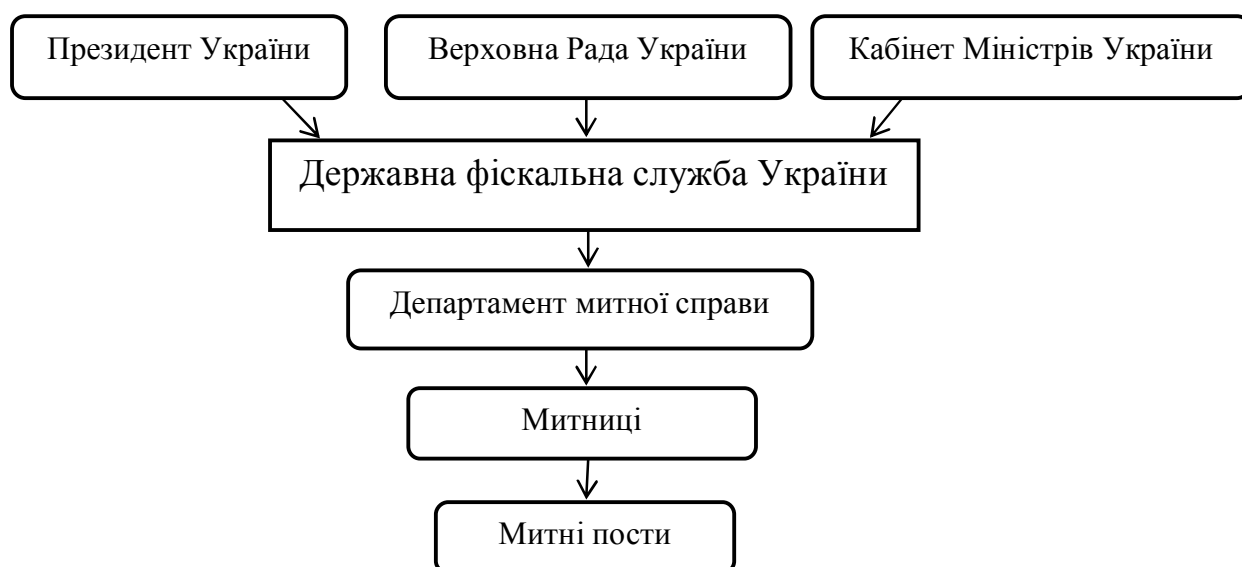 Президент України
Верховна Рада України
Кабінет Міністрів України
Державна фіскальна служба України
Департамент митної справи
Митниці
Митні пости